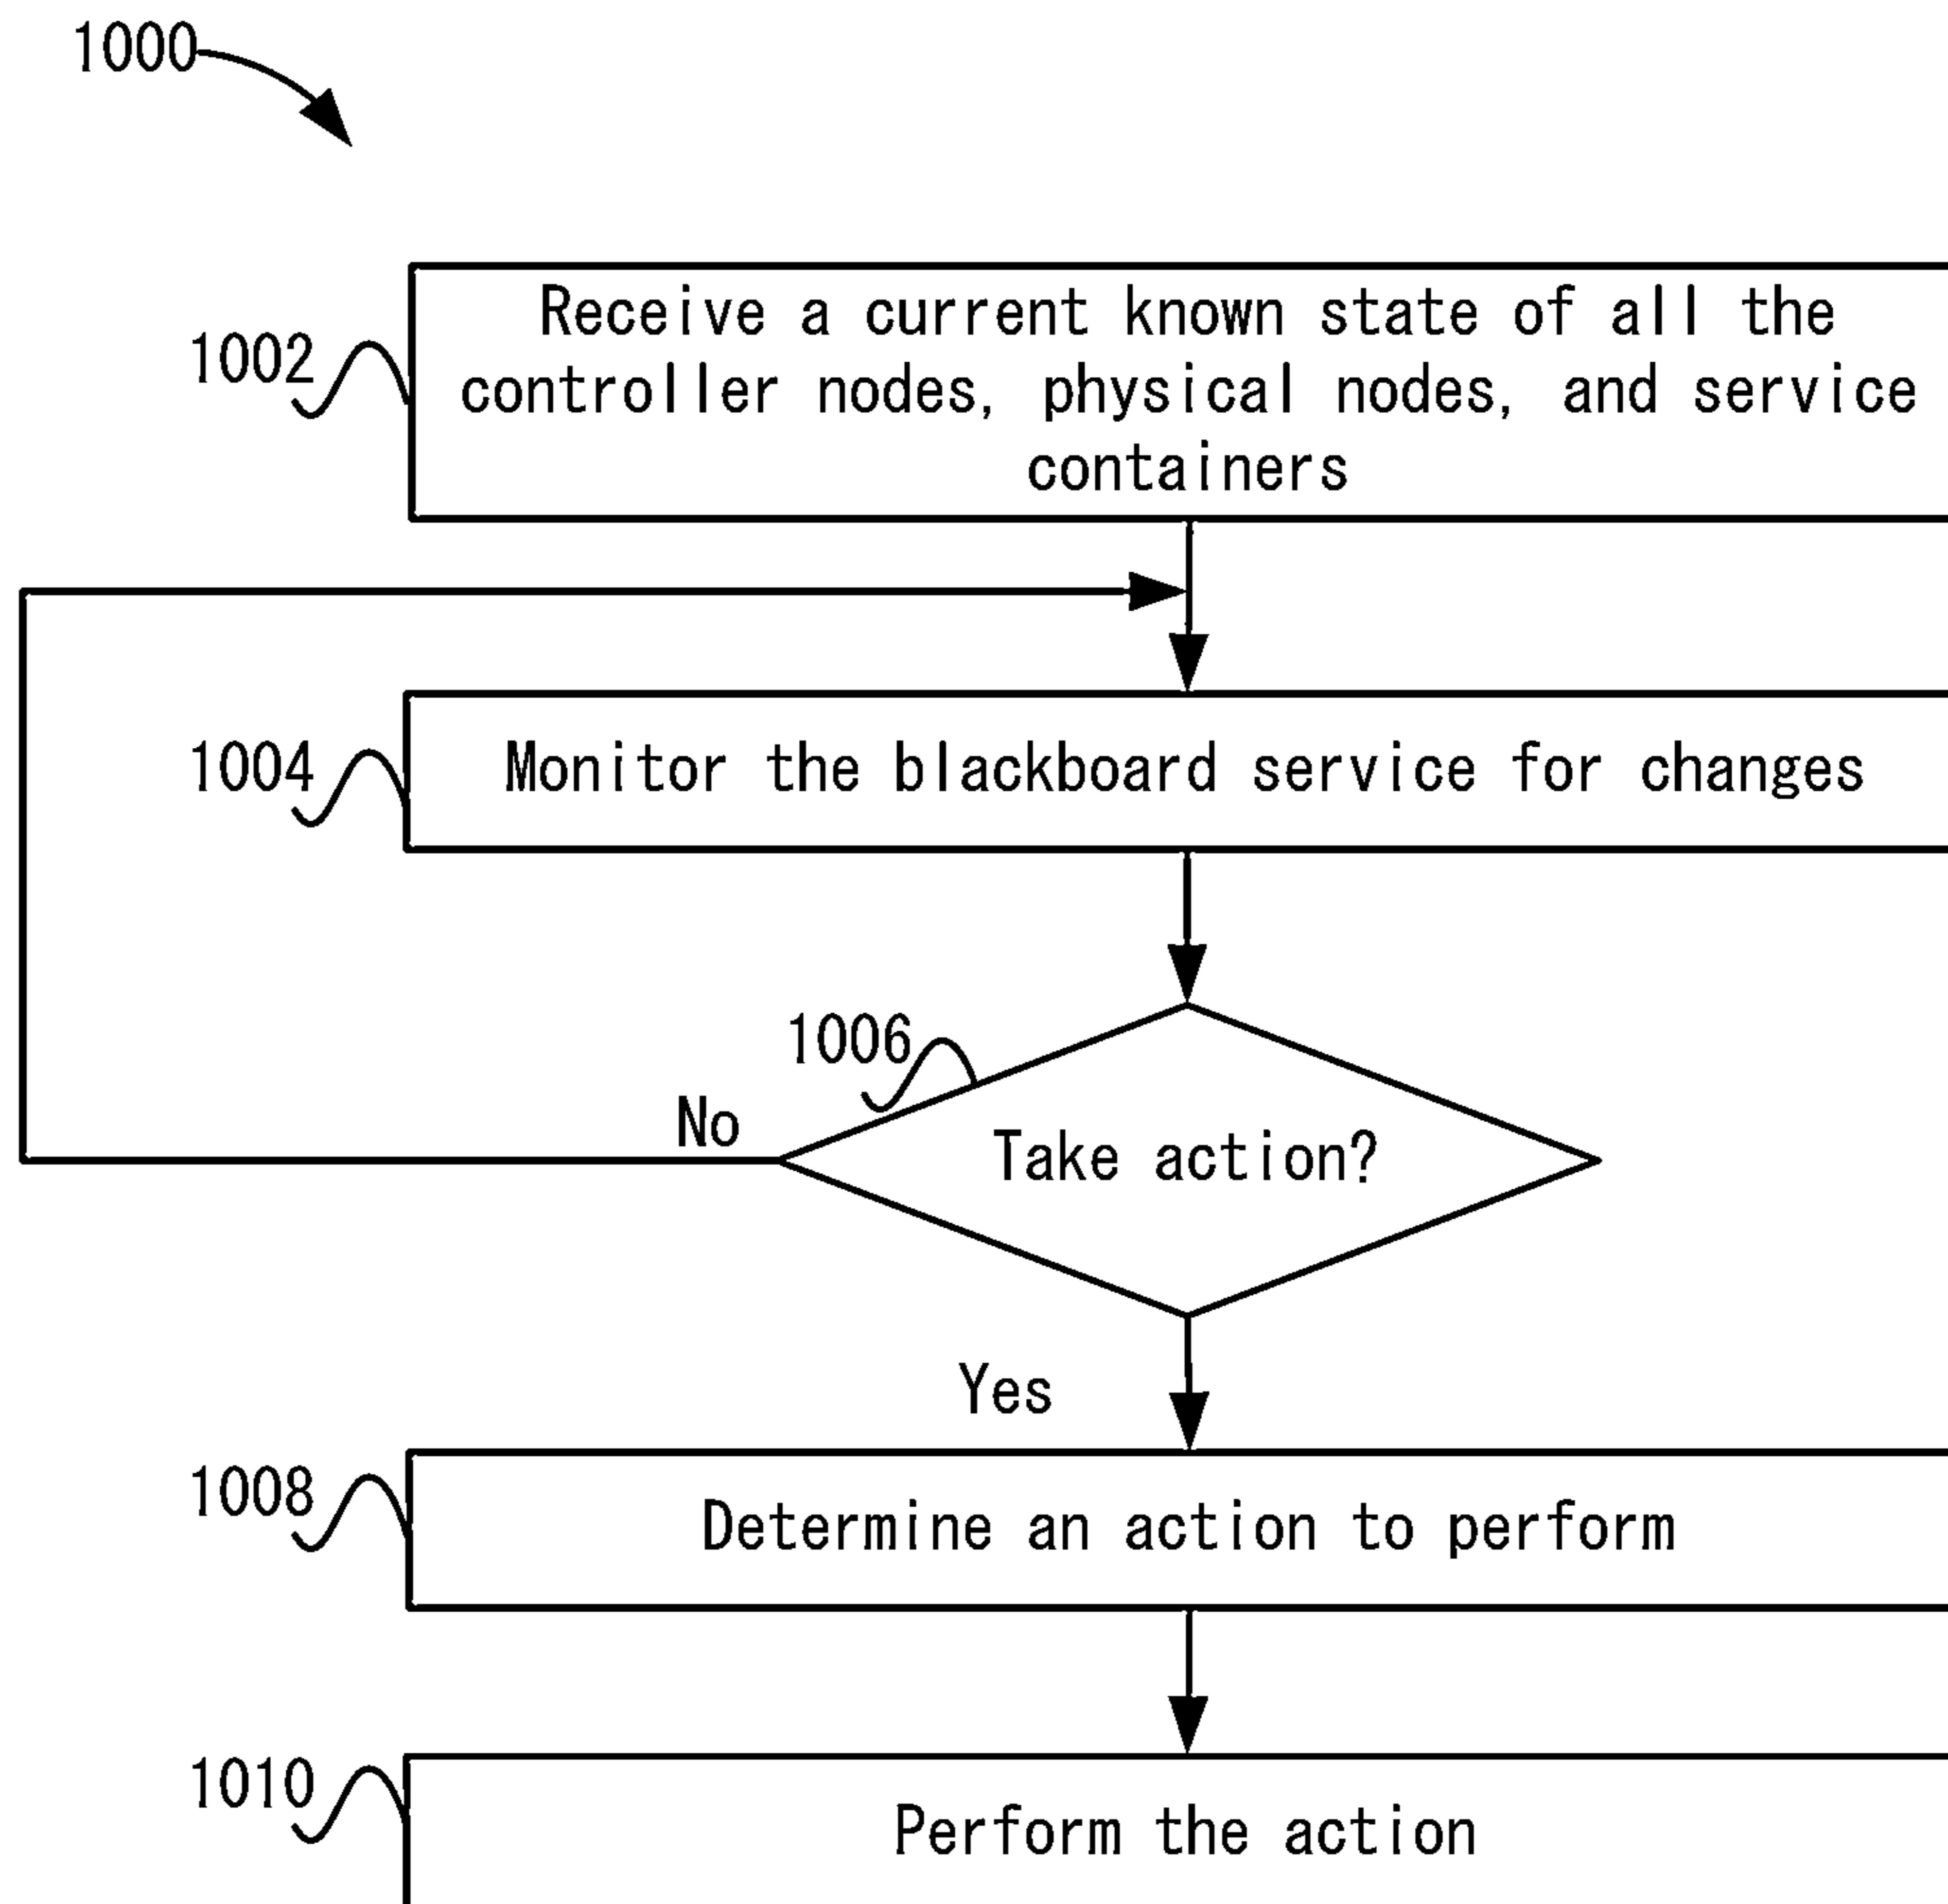 1000
1002
Receive a current known state of all the
controller nodes, physical nodes, and service
containers
1004
Monitor the blackboard service for changes
1006
No
Take action?
Yes
1008
Determine an action to perform
1010
Perform the action